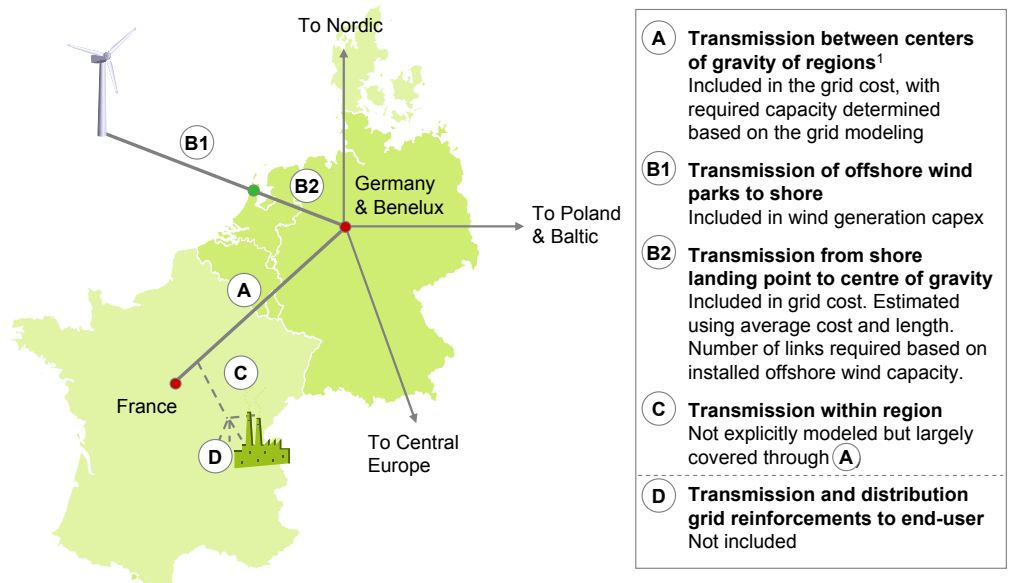 To Nordic
B1
B2
Germany
& Benelux
To Poland
& Baltic
A
C
France
D
To Central
Europe
A Transmission between centers
of gravity of regions1
Included in the grid cost, with
required capacity determined
based on the grid modeling
B1 Transmission of offshore wind
parks to shore
Included in wind generation capex
B2 Transmission from shore
landing point to centre of gravity
Included in grid cost. Estimated
using average cost and length.
Number of links required based on
installed offshore wind capacity.
C Transmission within region
Not explicitly modeled but largely
covered through A
D Transmission and distribution
grid reinforcements to end-user
Not included